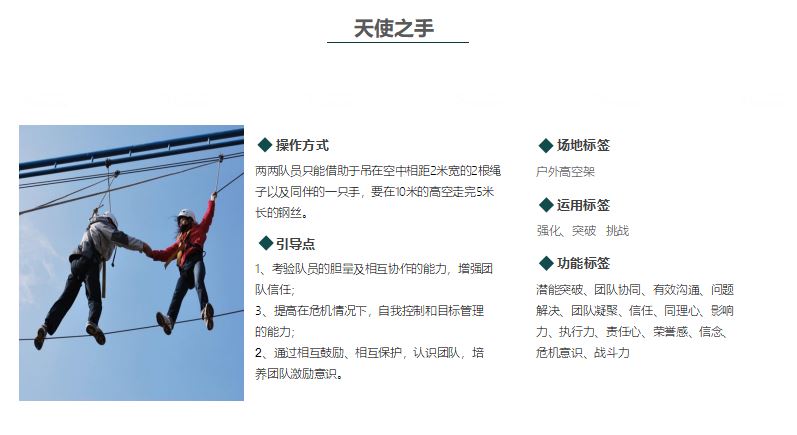 天使之手
操作方式
两两队员只能借助于吊在空中相距2米宽的2根绳
子以及同伴的一只手，要在10米的高空走完5米
长的钢丝。
引导点
1、考验队员的胆量及相互协作的能力，增强团
队信任;
3、提高在危机情况下，自我控制和目标管理
的能力；
2、通过相互鼓励、相互保护，认识团队，培
养团队激励意识。
场地标签
户外高空架
运用标签
强化、突破 挑战
功能标签
潜能突破、团队协同、有效沟通、问题
解决、团队凝聚、信任、同理心、影响
力、执行力、责任心、荣誉感、信念、
危机意识、战斗力